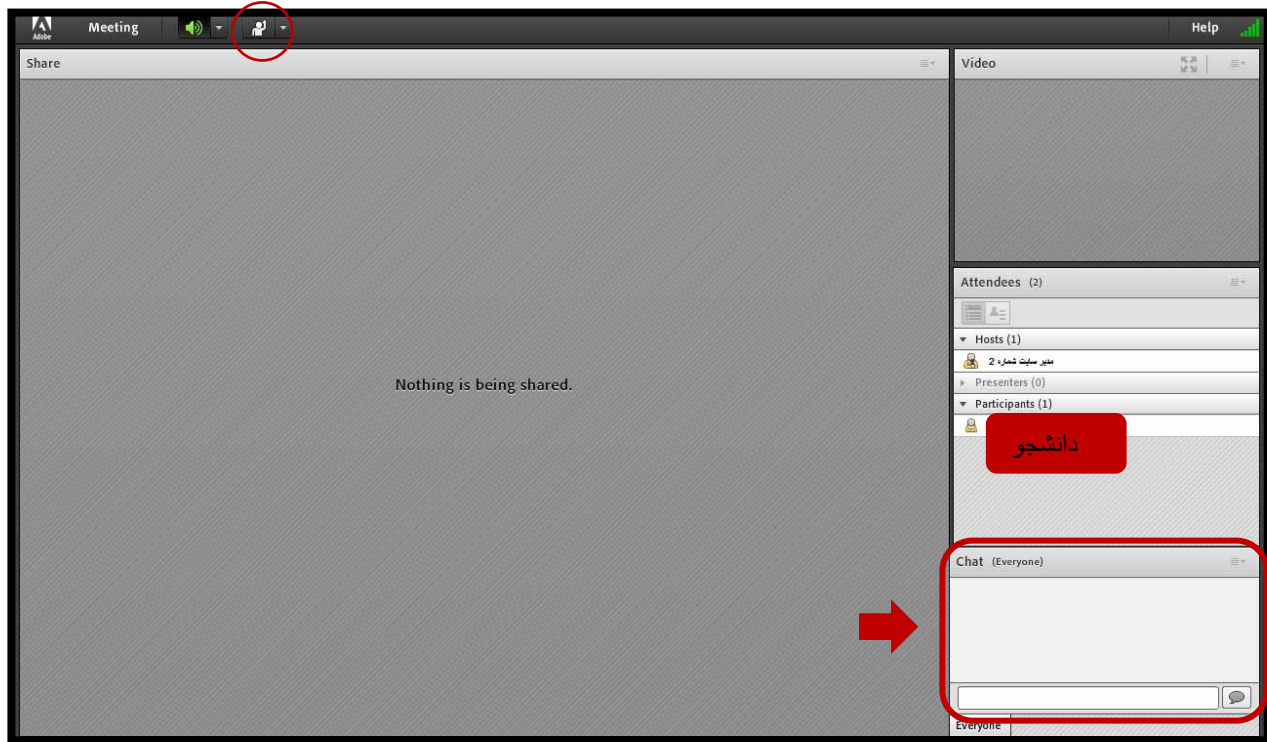 Adobe
Meeting
Help
Share
Video
Nothing is being shared.
Attendees (2)
Hosts (1)
مدیر سایت شماره 2
Presenters (0)
Participants (1)
دانشجو
Chat (Everyone)
Everyone